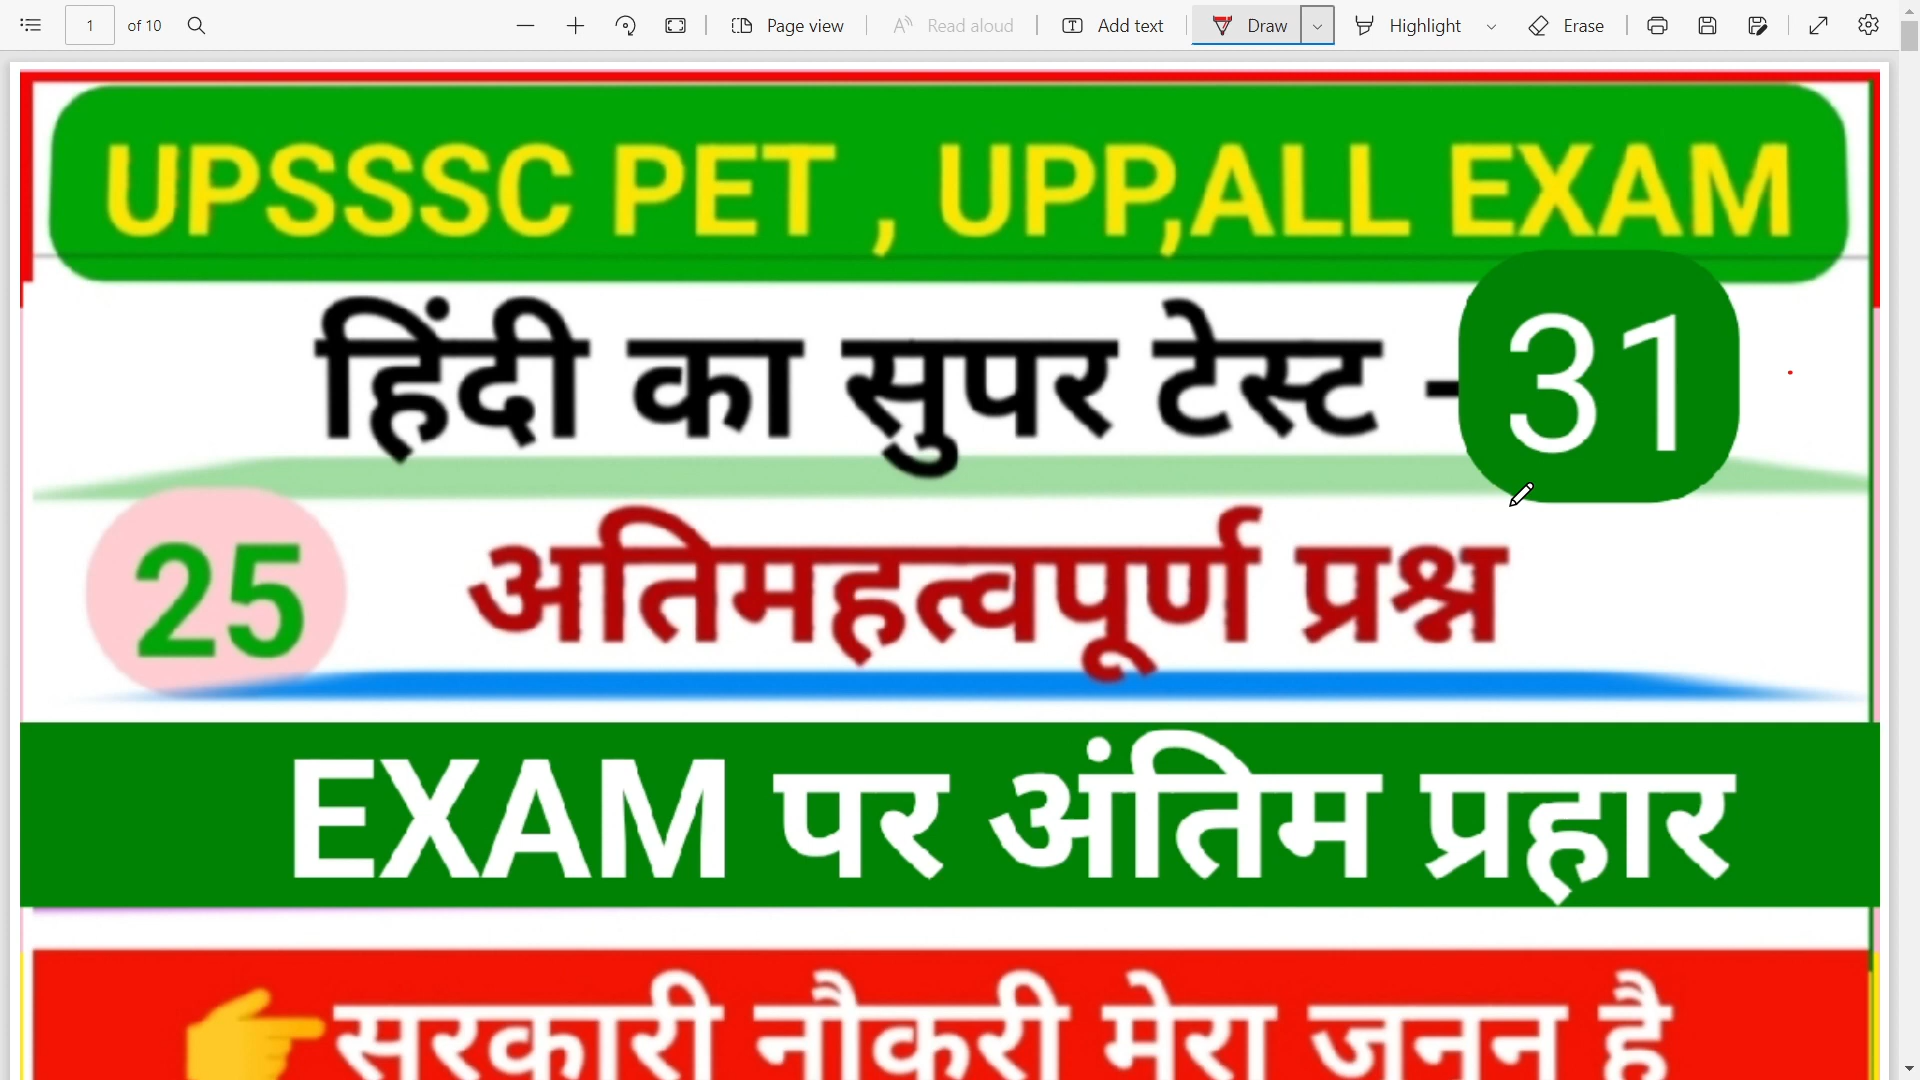 1 of 10 Page view Read aloud Add text Draw Highlight Erase
UPSSSC PET , UPP,ALL EXAM
हिंदी का सुपर टेस्ट - 31
25 अतिमहत्वपूर्ण प्रश्न
EXAM पर अंतिम प्रहार
👉सरकारी नौकरी मेरा जनन है